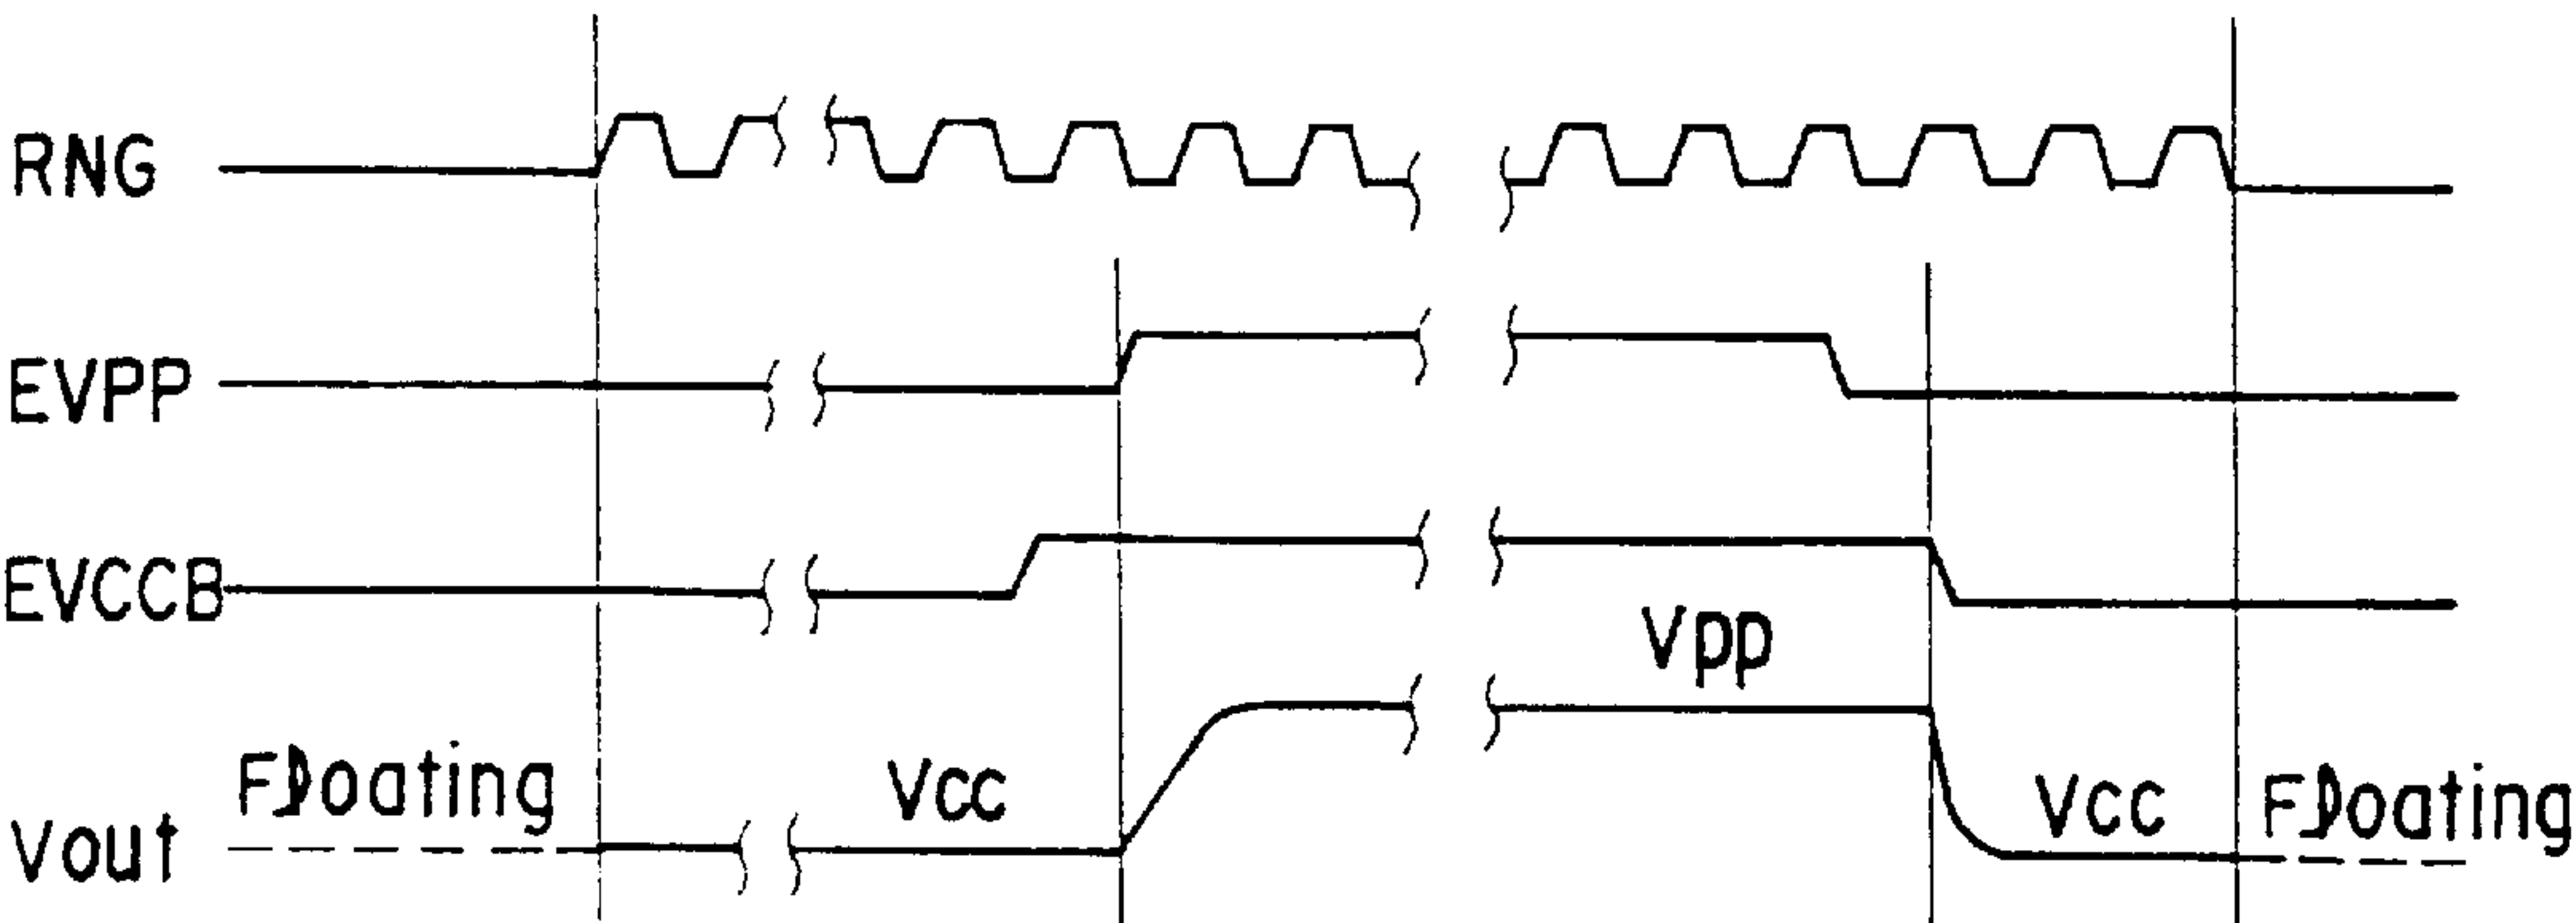 RNG
EVPP
EVCCB
Vpp
Vout Floating Vcc Vcc Floating